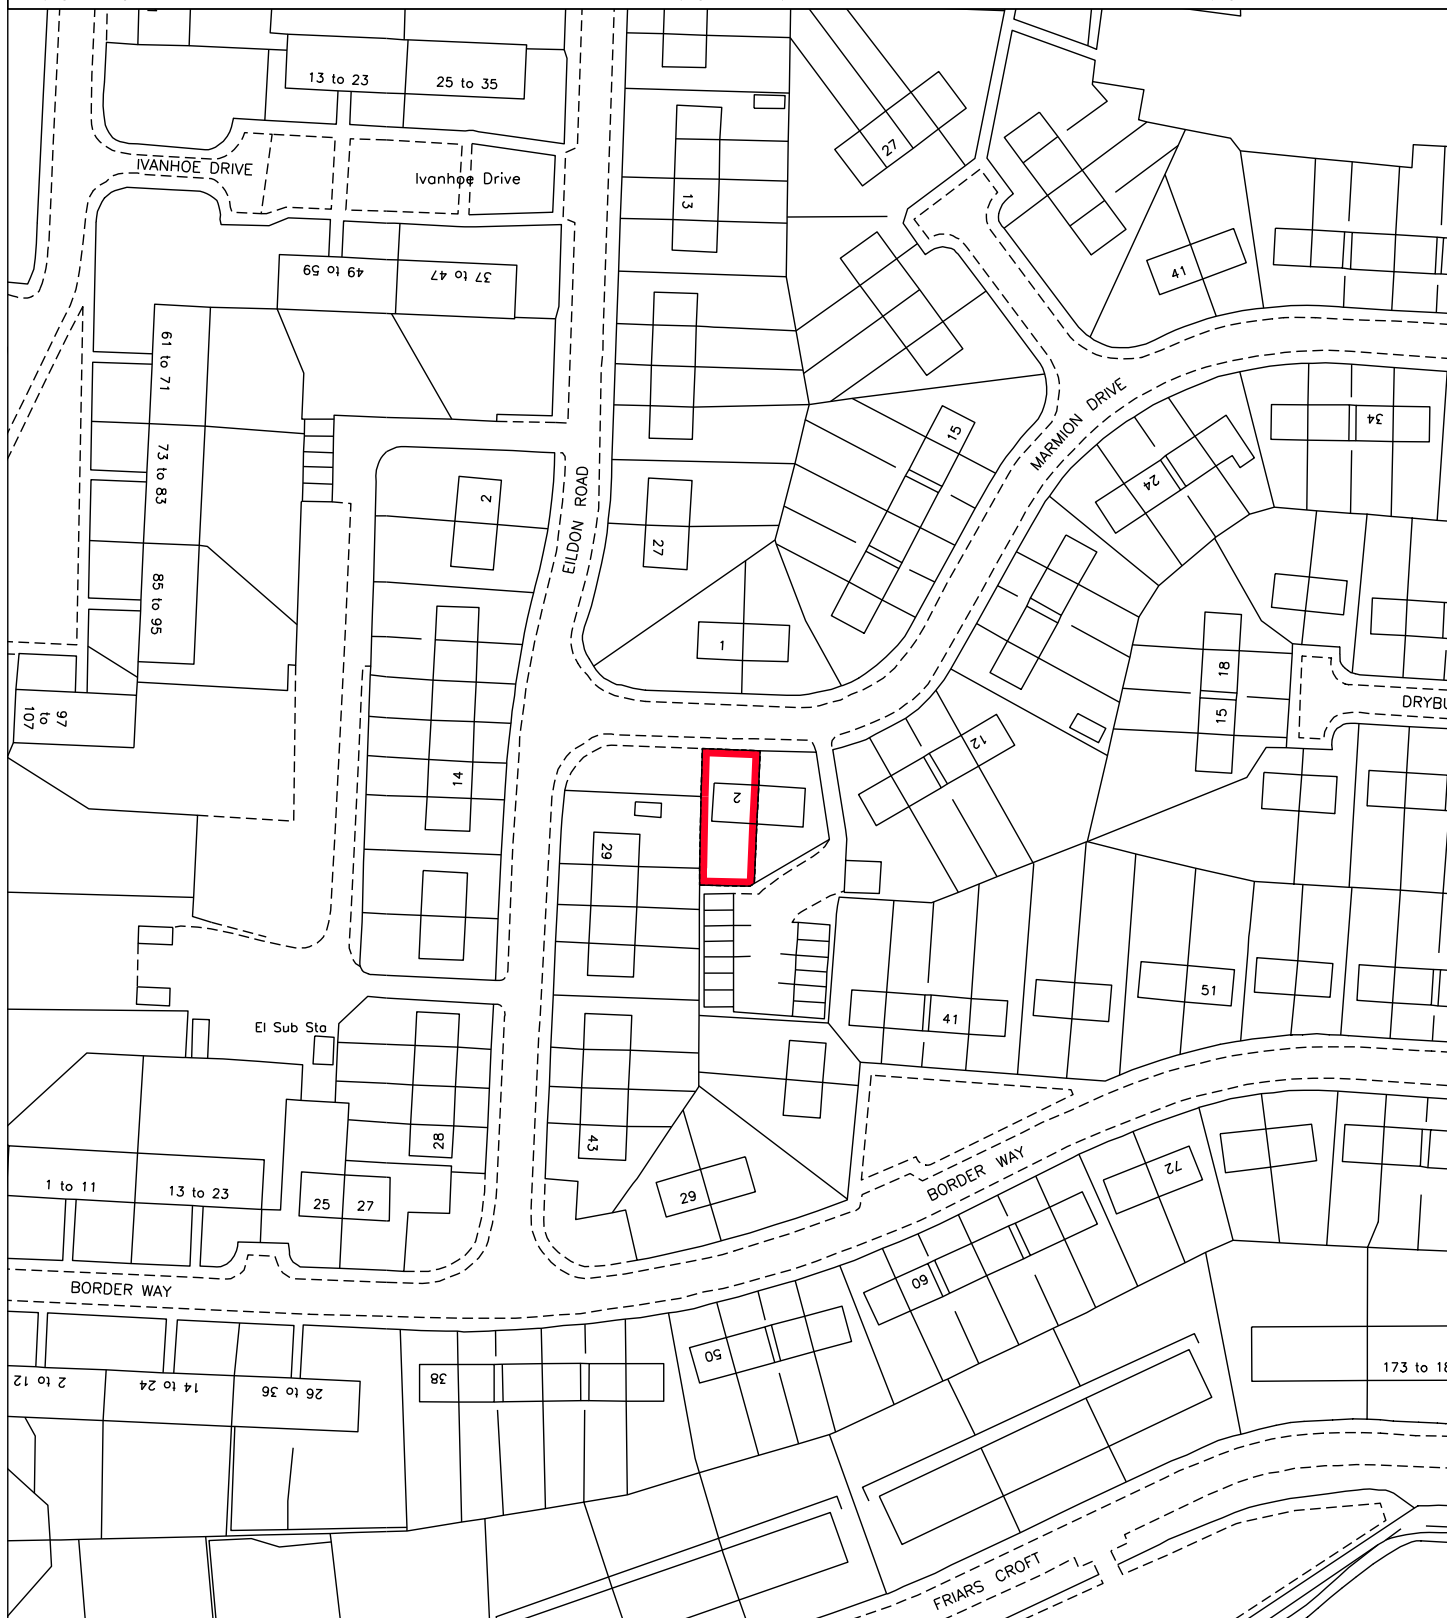 13 to 23
25 to 35
IVANHOE DRIVE
Ivanhoe Drive
13
27
41
49 to 59
37 to 47
61 to 71
73 to 83
85 to 95
97
to
107
2
EILDON ROAD
27
15
MARMION DRIVE
34
24
1
18
15
DRYBU
12
14
2
29
41
51
El Sub Sta
28
43
29
1 to 11
13 to 23
25
27
BORDER WAY
72
60
BORDER WAY
50
38
2 to 12
14 to 24
26 to 36
173 to 18
FRIARS CROFT